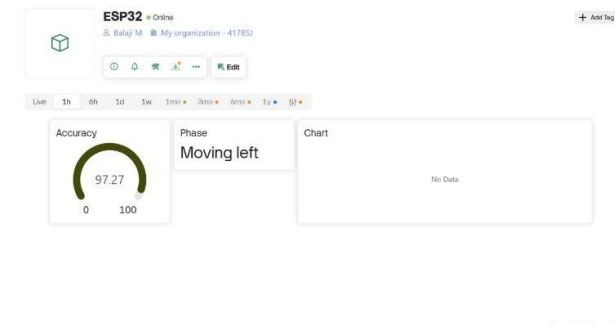 ESP32 Online
Balaji M My organization - 4178SJ
+ Add Tag
Edit
Live 1h 6h 1d 1w 1mo 3mo 6mo 1y
Accuracy
97.27
0 100
Phase
Moving left
Chart
No Data